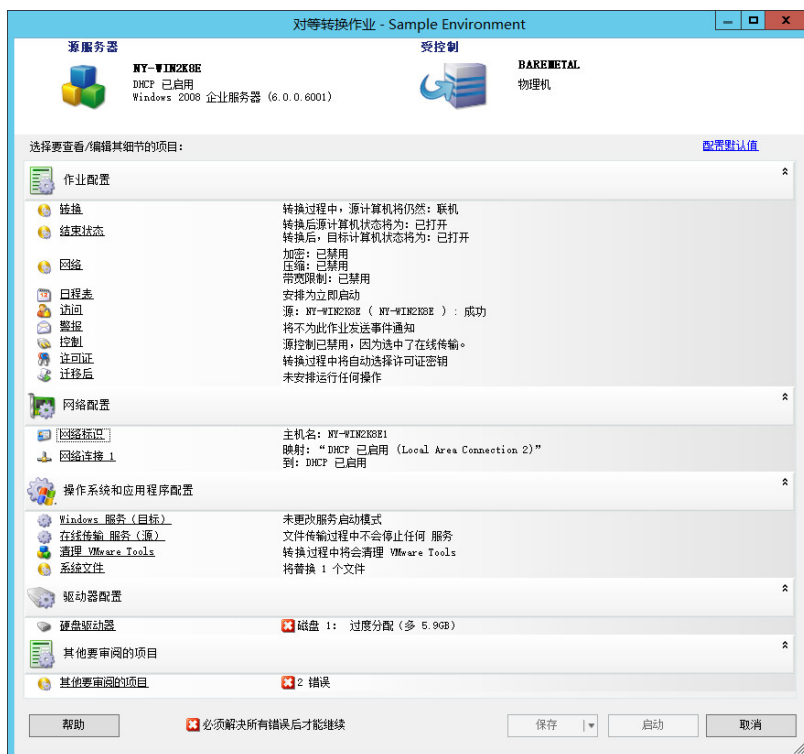 对等转换作业 - Sample Environment
源服务器
受控制
NY-WIN2K8E
DHCP 已启用
Windows 2008 企业服务器 (6.0.0.6001)
BAREMETAL
物理机
选择要查看/编辑其细节的项目:
配置默认值
作业配置
转换 转换过程中,源计算机将仍然: 联机
结束状态 转换后源计算机状态将为: 已打开
转换后,目标计算机状态将为: 已打开
网络 加密: 已禁用
压缩: 已禁用
带宽限制: 已禁用
日程表 安排为立即启动
访问 源: NY-WIN2K8E ( NY-WIN2K8E ) : 成功
警报 将不为此作业发送事件通知
控制 源控制已禁用,因为选中了在线传输。
许可证 转换过程中将自动选择许可证密钥
迁移后 未安排运行任何操作
网络配置
网络标识 主机名: NY-WIN2K8E1
网络连接 1 映射: “DHCP 已启用 (Local Area Connection 2)”
到: DHCP 已启用
操作系统和应用程序配置
Windows 服务(目标) 未更改服务启动模式
在线传输 服务(源) 文件传输过程中不会停止任何 服务
清理 VMware Tools 转换过程中将会清理 VMware Tools
系统文件 将替换 1 个文件
驱动器配置
硬盘驱动器 磁盘 1: 过度分配(多 5.9GB)
其他要审阅的项目
其他要审阅的项目 2 错误
帮助 必须解决所有错误后才能继续 保存 启动 取消